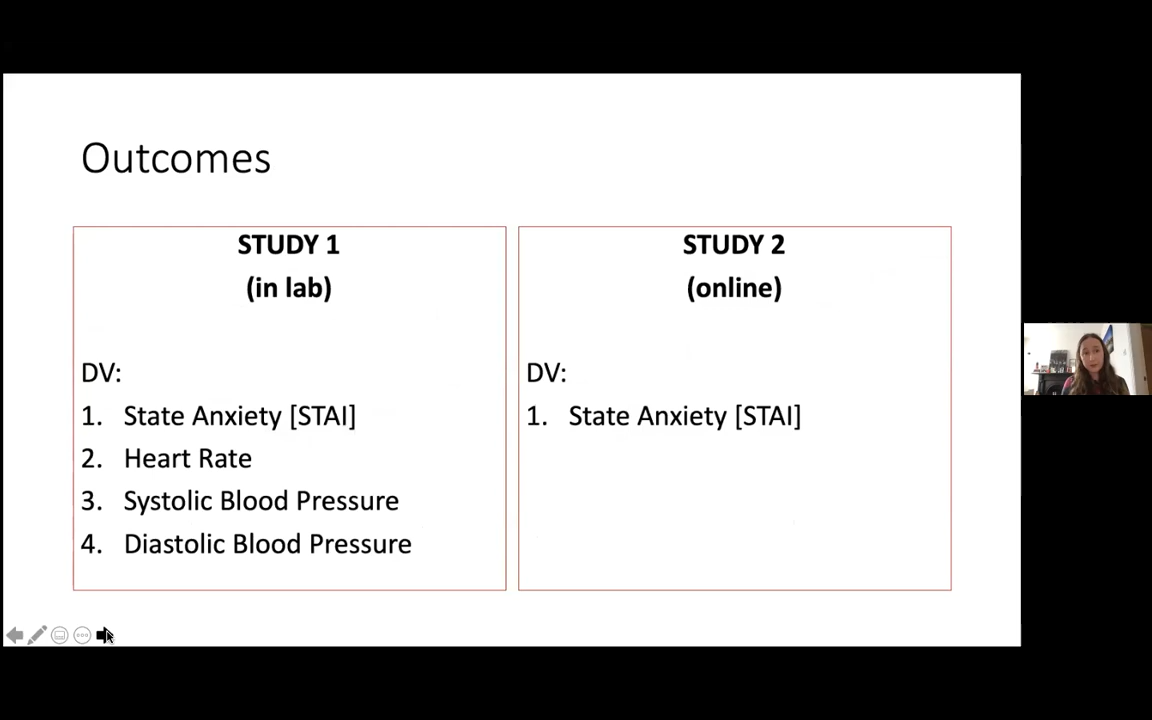 Outcomes
STUDY 1
(in lab)
DV:
1. State Anxiety [STAI]
2. Heart Rate
3. Systolic Blood Pressure
4. Diastolic Blood Pressure
STUDY 2
(online)
DV:
1. State Anxiety [STAI]